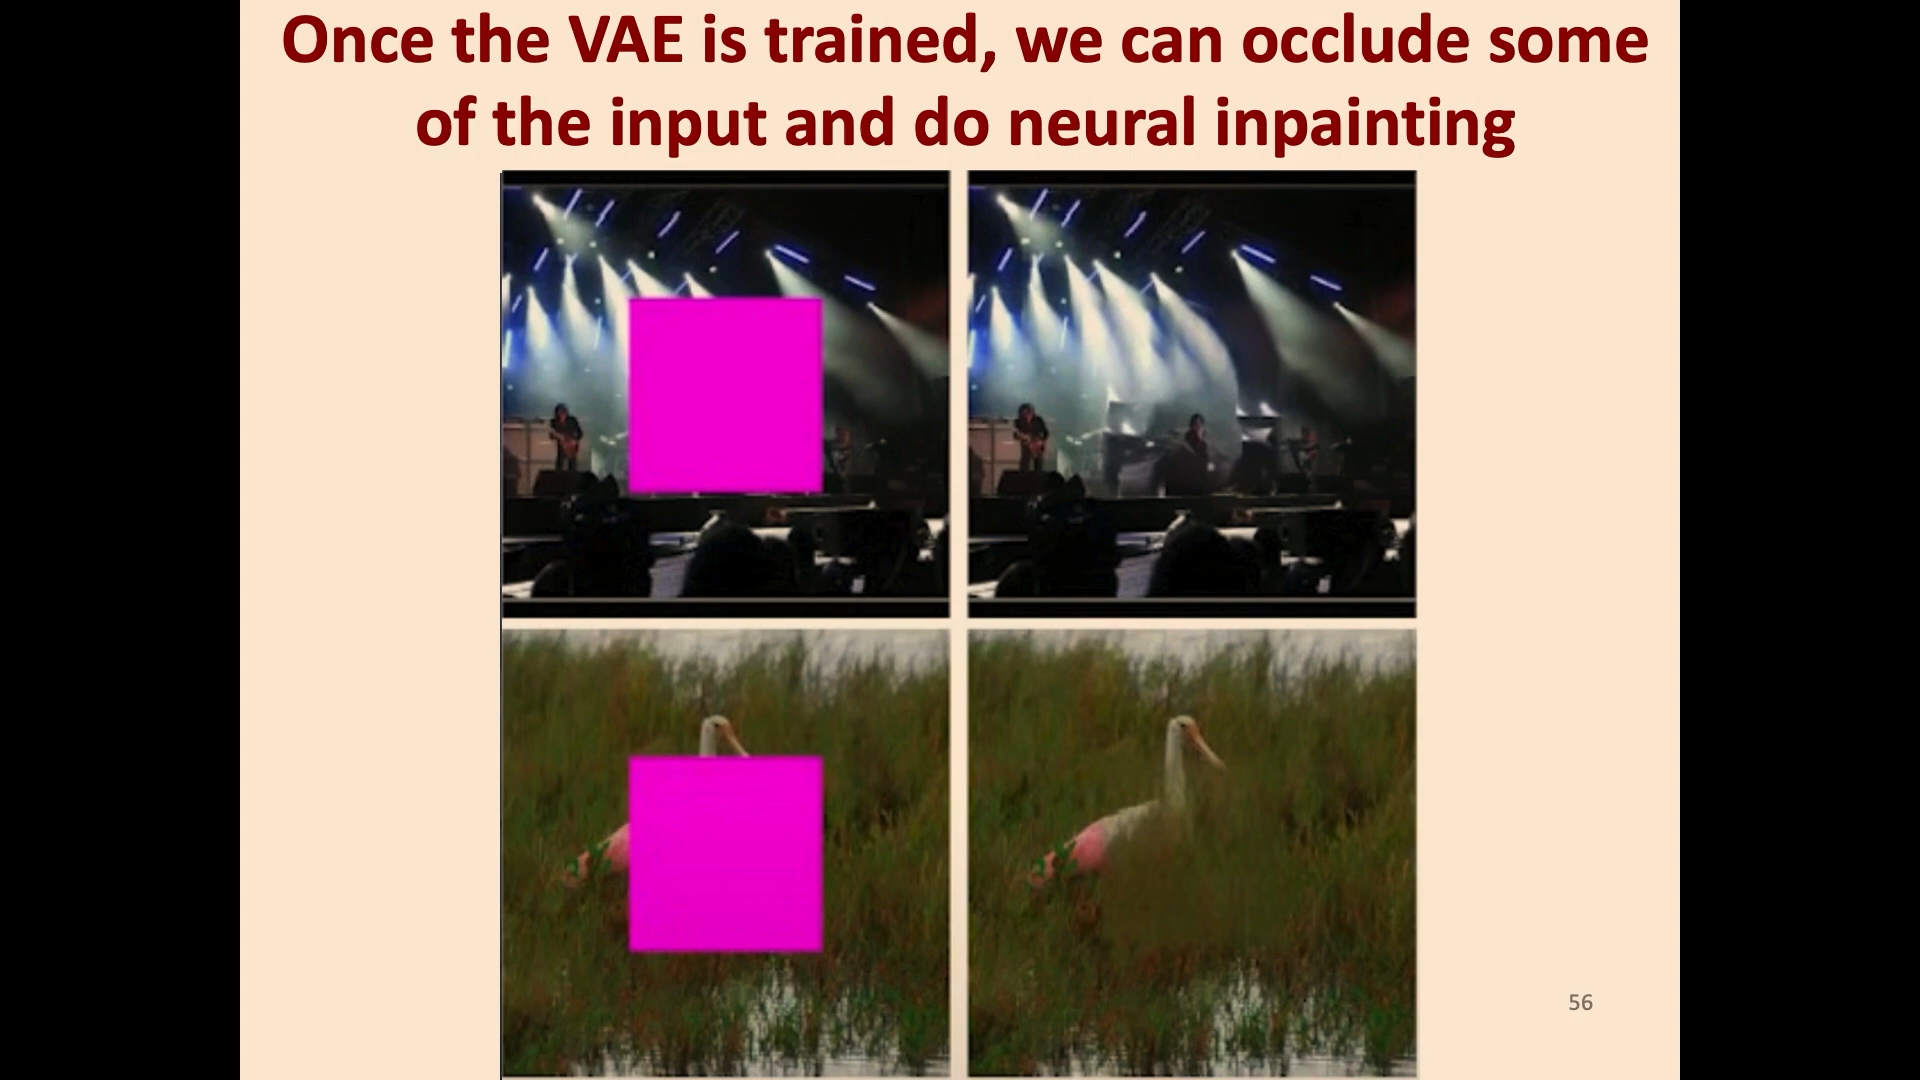 Once the VAE is trained, we can occlude some
of the input and do neural inpainting
56